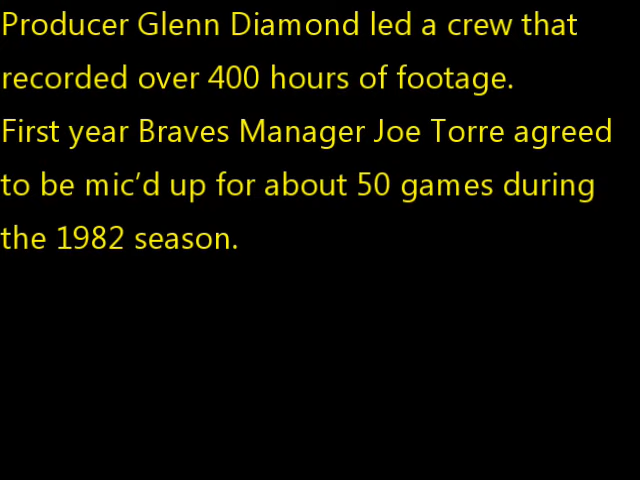 Producer Glenn Diamond led a crew that
recorded over 400 hours of footage.
First year Braves Manager Joe Torre agreed
to be mic’d up for about 50 games during
the 1982 season.